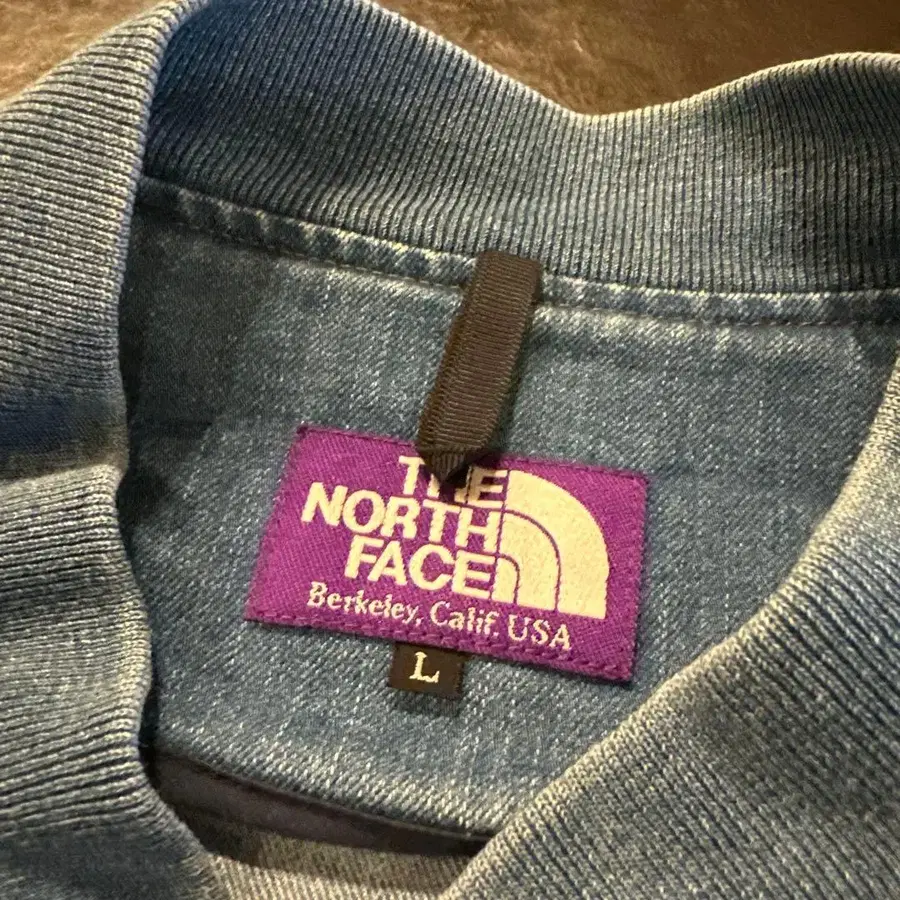 THE
NORTH
FACE
Berkeley, Calif. USA
L